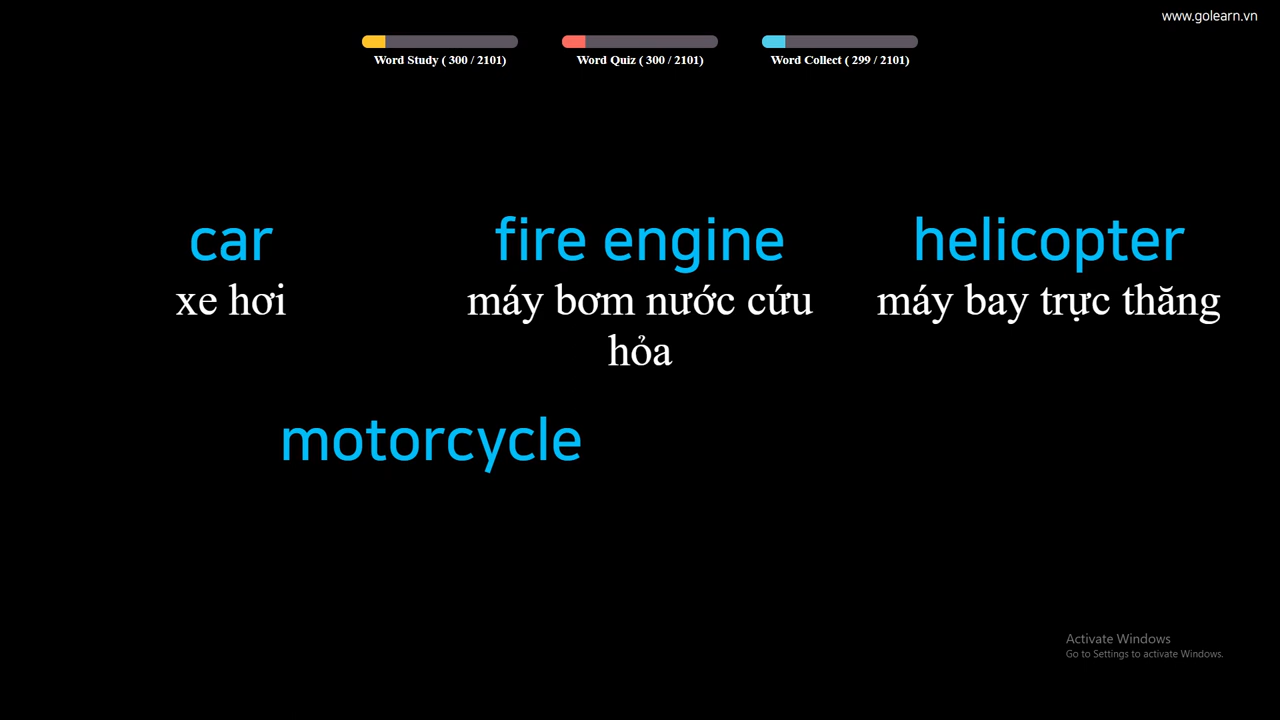 www.golearn.vn
Word Study ( 300 / 2101)
Word Quiz ( 300 / 2101)
Word Collect ( 299 / 2101)
car
fire engine
helicopter
xe hơi
máy bơm nước cứu
hỏa
máy bay trực thăng
motorcycle
Activate Windows
Go to Settings to activate Windows.